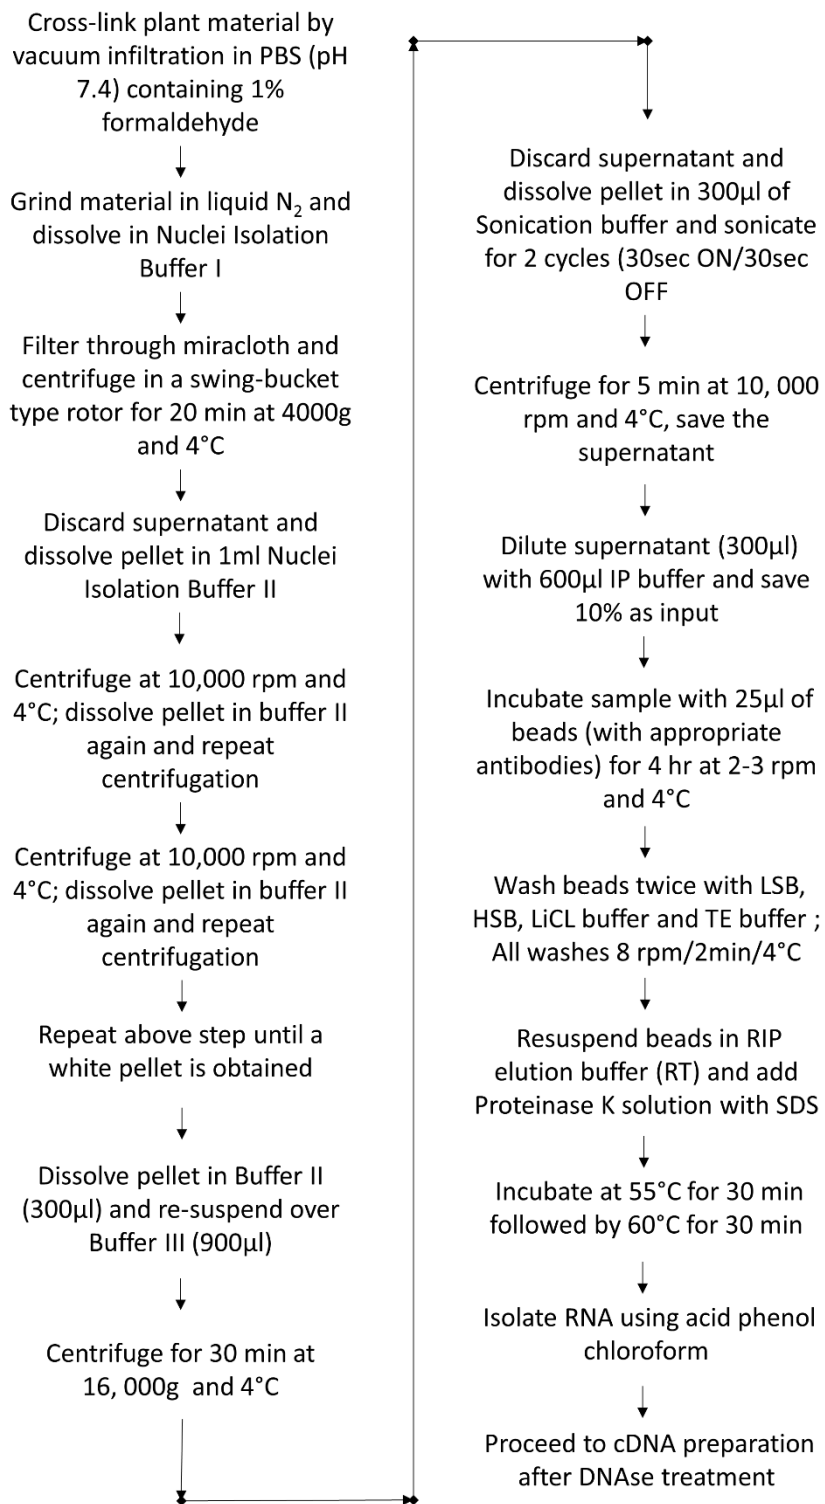 Cross-link plant material by
vacuum infiltration in PBS (pH
7.4) containing 1%
formaldehyde
Grind material in liquid N₂ and
dissolve in Nuclei Isolation
Buffer I
Filter through miracloth and
centrifuge in a swing-bucket
type rotor for 20 min at 4000g
and 4°C
Discard supernatant and
dissolve pellet in 1ml Nuclei
Isolation Buffer II
Centrifuge at 10,000 rpm and
4°C; dissolve pellet in buffer II
again and repeat
centrifugation
Centrifuge at 10,000 rpm and
4°C; dissolve pellet in buffer II
again and repeat
centrifugation
Repeat above step until a
white pellet is obtained
Dissolve pellet in Buffer II
(300µl) and re-suspend over
Buffer III (900µl)
Centrifuge for 30 min at
16, 000g  and 4°C
Discard supernatant and
dissolve pellet in 300µl of
Sonication buffer and sonicate
for 2 cycles (30sec ON/30sec
OFF
Centrifuge for 5 min at 10, 000
rpm and 4°C, save the
supernatant
Dilute supernatant (300µl)
with 600µl IP buffer and save
10% as input
Incubate sample with 25µl of
beads (with appropriate
antibodies) for 4 hr at 2-3 rpm
and 4°C
Wash beads twice with LSB,
HSB, LiCL buffer and TE buffer ;
All washes 8 rpm/2min/4°C
Resuspend beads in RIP
elution buffer (RT) and add
Proteinase K solution with SDS
Incubate at 55°C for 30 min
followed by 60°C for 30 min
Isolate RNA using acid phenol
chloroform
Proceed to cDNA preparation
after DNAse treatment